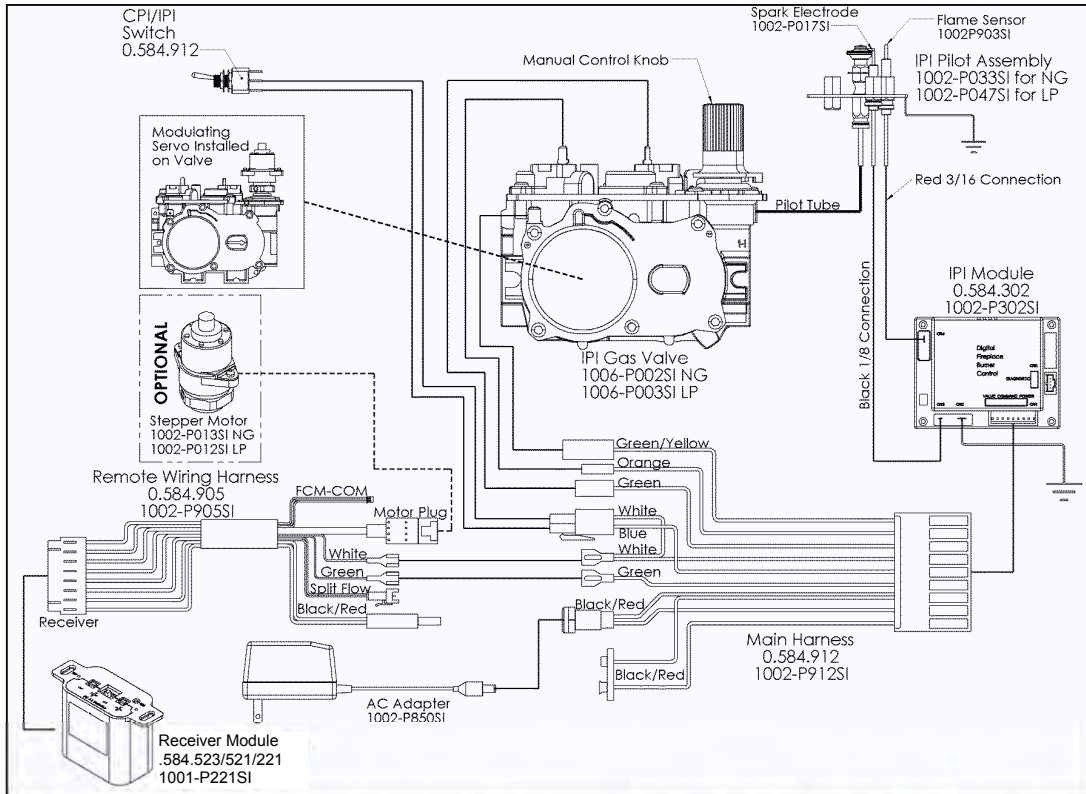 CPI/IPI
Switch
0.584.912
Spark Electrode
1002-P017SI
Flame Sensor
1002P903SI
IPI Pilot Assembly
1002-P033SI for NG
1002-P047SI for LP
Manual Control Knob
Modulating
Servo Installed
on Valve
Red 3/16 Connection
Pilot Tube
IPI Module
0.584.302
1002-P302SI
Black 1/8 Connection
Digital
Fireplace
Burner
Control
DIAGNOSTIC
VALVE COMMAND POWER
OPTIONAL
Stepper Motor
1002-P013SI NG
1002-P012SI LP
IPI Gas Valve
1006-P002SI NG
1006-P003SI LP
Remote Wiring Harness
0.584.905
1002-P905SI
FCM-COM
Motor Plug
White
Green
Split Flow
Black/Red
Receiver
Green/Yellow
Orange
Green
White
Blue
White
Green
Black/Red
Black/Red
Main Harness
0.584.912
1002-P912SI
AC Adapter
1002-P850SI
Receiver Module
.584.523/521/221
1001-P221SI